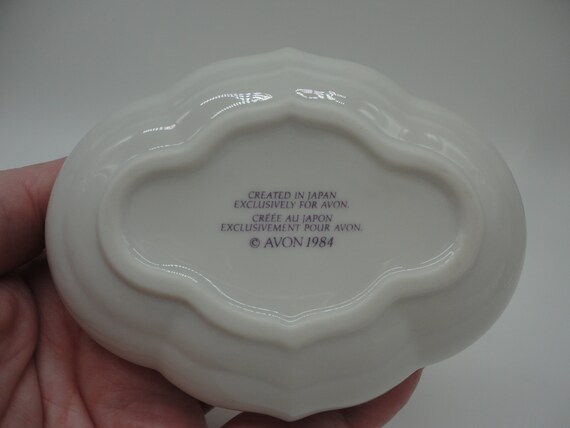 CREATED IN JAPAN
EXCLUSIVELY FOR AVON.
CRÉÉE AU JAPON
EXCLUSIVEMENT POUR AVON.
© AVON 1984